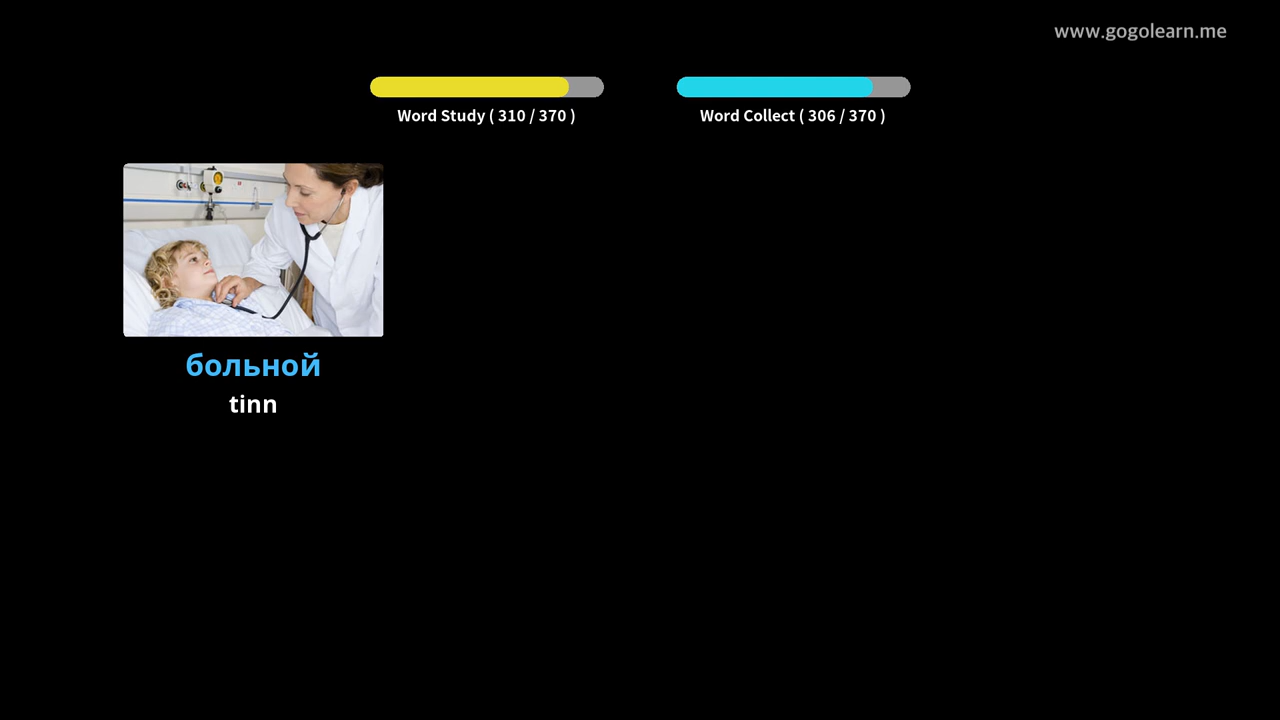 www.gogolearn.me
Word Study ( 310 / 370 )
Word Collect ( 306 / 370 )
больной
tinn